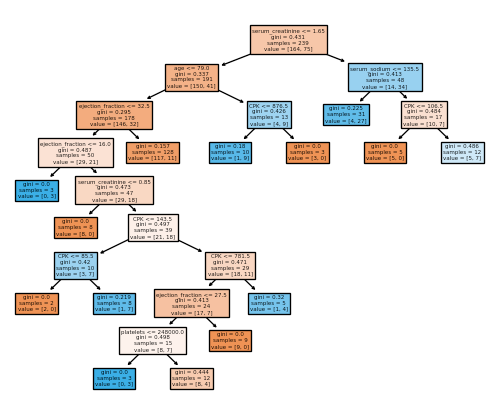 serum_creatinine <= 1.65
gini = 0.431
samples = 239
value = [164, 75]
age <= 79.0
gini = 0.337
samples = 191
value = [150, 41]
serum_sodium <= 135.5
gini = 0.413
samples = 48
value = [14, 34]
ejection_fraction <= 32.5
gini = 0.295
samples = 178
value = [146, 32]
CPK <= 876.5
gini = 0.426
samples = 13
value = [4, 9]
gini = 0.225
samples = 31
value = [4, 27]
CPK <= 106.5
gini = 0.484
samples = 17
value = [10, 7]
ejection_fraction <= 16.0
gini = 0.487
samples = 50
value = [29, 21]
gini = 0.157
samples = 128
value = [117, 11]
gini = 0.18
samples = 10
value = [1, 9]
gini = 0.0
samples = 3
value = [3, 0]
gini = 0.0
samples = 5
value = [5, 0]
gini = 0.486
samples = 12
value = [5, 7]
gini = 0.0
samples = 3
value = [0, 3]
serum_creatinine <= 0.85
gini = 0.473
samples = 47
value = [29, 18]
gini = 0.0
samples = 8
value = [8, 0]
CPK <= 143.5
gini = 0.497
samples = 39
value = [21, 18]
CPK <= 85.5
gini = 0.42
samples = 10
value = [3, 7]
CPK <= 781.5
gini = 0.471
samples = 29
value = [18, 11]
gini = 0.0
samples = 2
value = [2, 0]
gini = 0.219
samples = 8
value = [1, 7]
ejection_fraction <= 27.5
gini = 0.413
samples = 24
value = [17, 7]
gini = 0.32
samples = 5
value = [1, 4]
platelets <= 248000.0
gini = 0.498
samples = 15
value = [8, 7]
gini = 0.0
samples = 9
value = [9, 0]
gini = 0.0
samples = 3
value = [0, 3]
gini = 0.444
samples = 12
value = [8, 4]